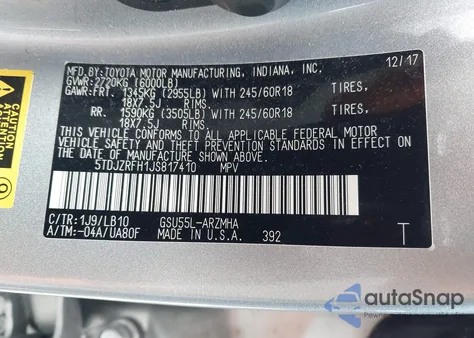 MFD. BY: TOYOTA MOTOR MANUFACTURING, INDIANA, INC. 12/17
GVWR: 2720KG (6000LB)
GAWR: FRT. 1345KG (2955LB) WITH 245/60R18 TIRES,
18X7.5J RIMS.
RR. 1590KG (3505LB) WITH 245/60R18 TIRES,
18X7.5J RIMS.
THIS VEHICLE CONFORMS TO ALL APPLICABLE FEDERAL MOTOR
VEHICLE SAFETY STANDARDS IN EFFECT ON THE DATE OF
MANUFACTURE SHOWN ABOVE.
5TDJZRFH1JS817410 MPV
C/TR: 1J9/LB10 GSU55L-ARZMHA
A/TM: -04A/UA80F MADE IN U.S.A. 392 T
CAUTION
ATTENTION
autoSnap